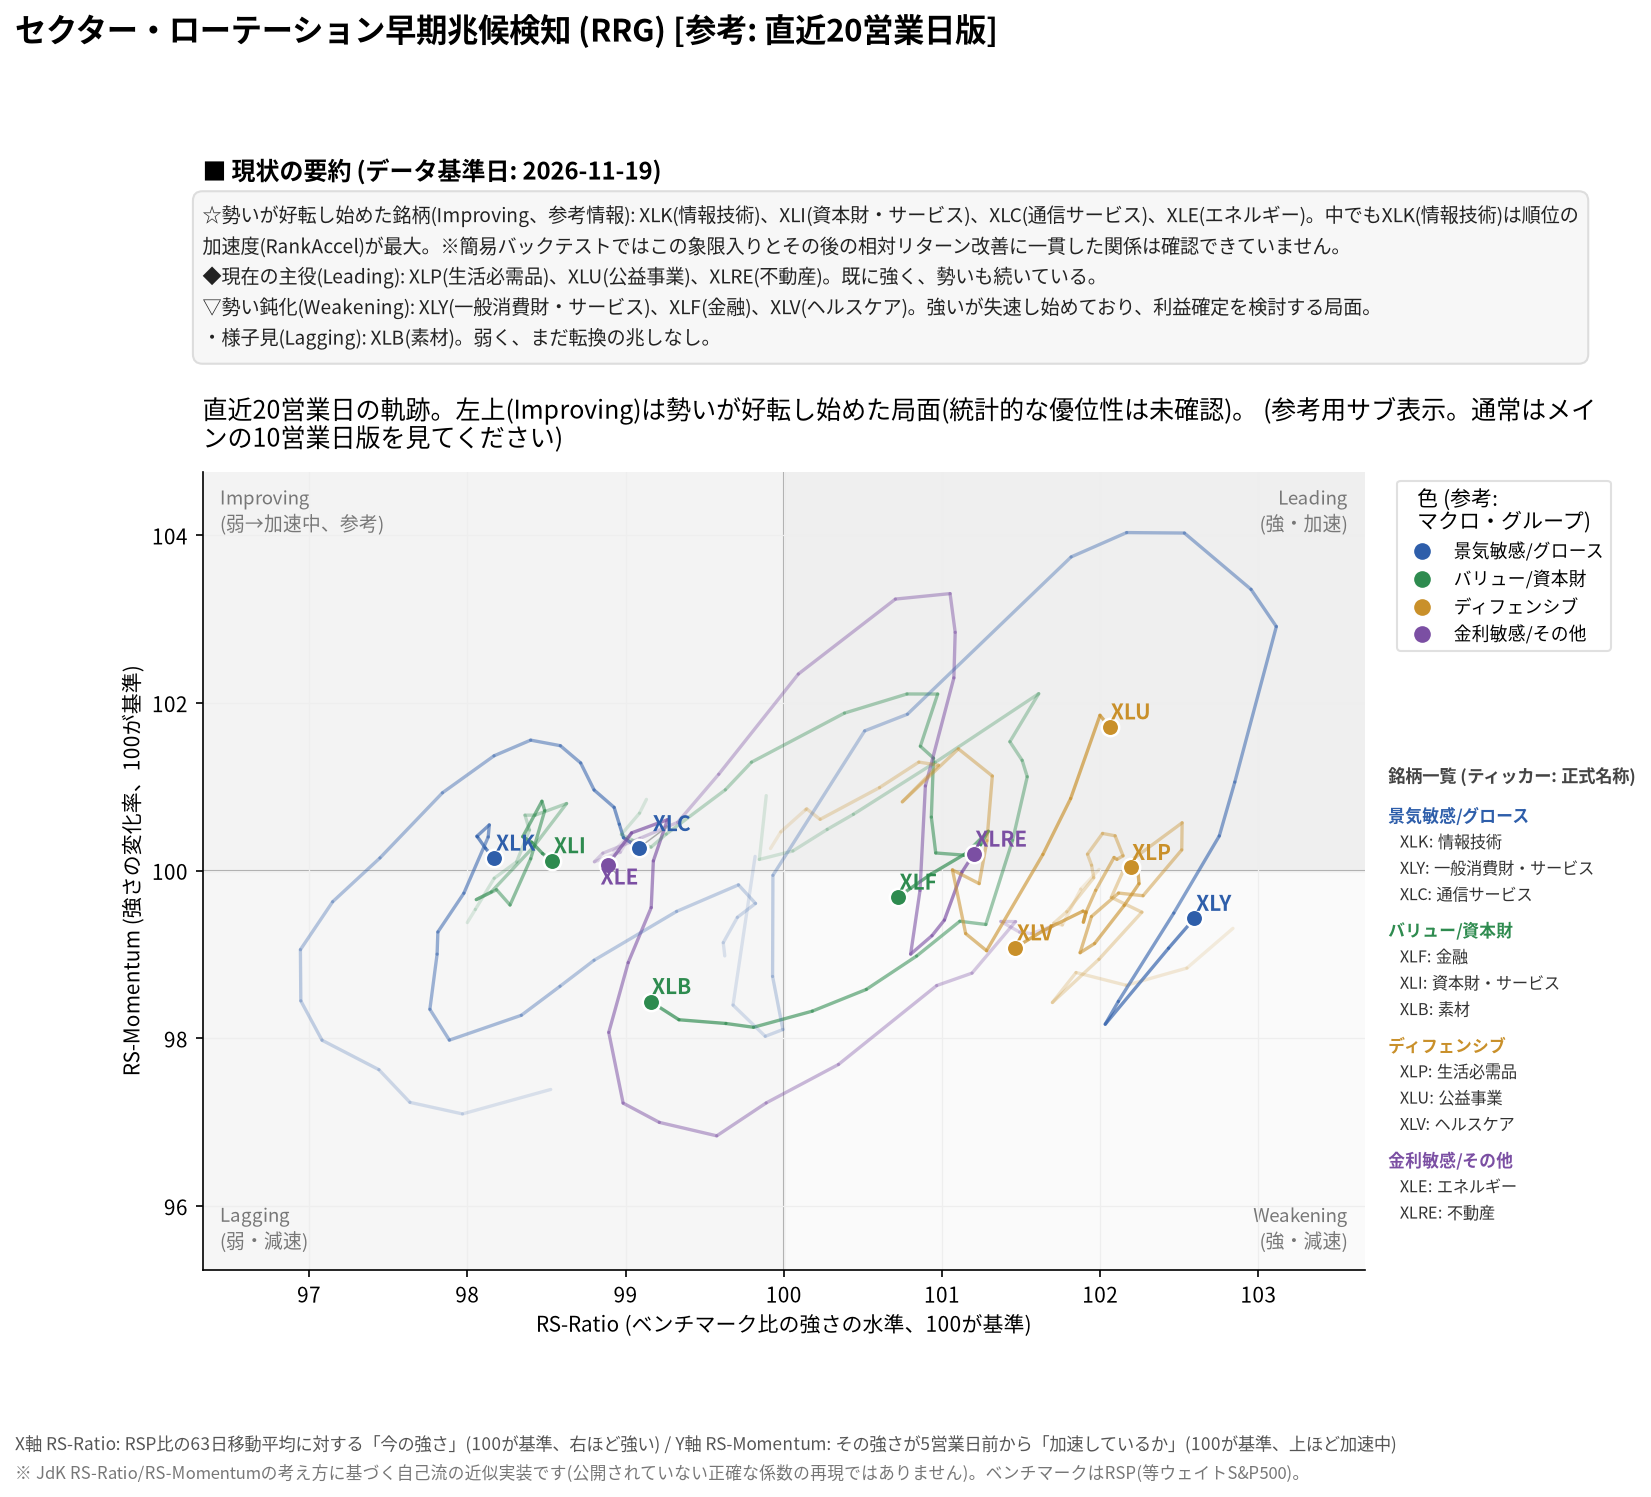 セクター・ローテーション早期兆候検知 (RRG) [参考: 直近20営業日版]
■ 現状の要約 (データ基準日: 2026-11-19)
☆勢いが好転し始めた銘柄(Improving、参考情報): XLK(情報技術)、XLI(資本財・サービス)、XLC(通信サービス)、XLE(エネルギー)。中でもXLK(情報技術)は順位の
加速度(RankAccel)が最大。※簡易バックテストではこの象限入りとその後の相対リターン改善に一貫した関係は確認できていません。
◆現在の主役(Leading): XLP(生活必需品)、XLU(公益事業)、XLRE(不動産)。既に強く、勢いも続いている。
▽勢い鈍化(Weakening): XLY(一般消費財・サービス)、XLF(金融)、XLV(ヘルスケア)。強いが失速し始めており、利益確定を検討する局面。
・様子見(Lagging): XLB(素材)。弱く、まだ転換の兆しなし。
直近20営業日の軌跡。左上(Improving)は勢いが好転し始めた局面(統計的な優位性は未確認)。 (参考用サブ表示。通常はメイ
ンの10営業日版を見てください)
Improving
(弱→加速中、参考)
Leading
(強・加速)
104
102
100
98
96
RS-Momentum (強さの変化率、100が基準)
XLU
XLC
XLK
XLI
XLRE
XLP
XLE
XLF
XLY
XLV
XLB
Lagging
(弱・減速)
Weakening
(強・減速)
97
98
99
100
101
102
103
RS-Ratio (ベンチマーク比の強さの水準、100が基準)
色 (参考:
マクロ・グループ)
景気敏感/グロース
バリュー/資本財
ディフェンシブ
金利敏感/その他
銘柄一覧 (ティッカー: 正式名称)
景気敏感/グロース
XLK: 情報技術
XLY: 一般消費財・サービス
XLC: 通信サービス
バリュー/資本財
XLF: 金融
XLI: 資本財・サービス
XLB: 素材
ディフェンシブ
XLP: 生活必需品
XLU: 公益事業
XLV: ヘルスケア
金利敏感/その他
XLE: エネルギー
XLRE: 不動産
X軸 RS-Ratio: RSP比の63日移動平均に対する「今の強さ」(100が基準、右ほど強い) / Y軸 RS-Momentum: その強さが5営業日前から「加速しているか」(100が基準、上ほど加速中)
※ JdK RS-Ratio/RS-Momentumの考え方に基づく自己流の近似実装です(公開されていない正確な係数の再現ではありません)。ベンチマークはRSP(等ウェイトS&P500)。